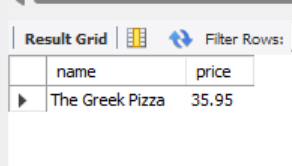 Result Grid Filter Rows:
name price
The Greek Pizza 35.95